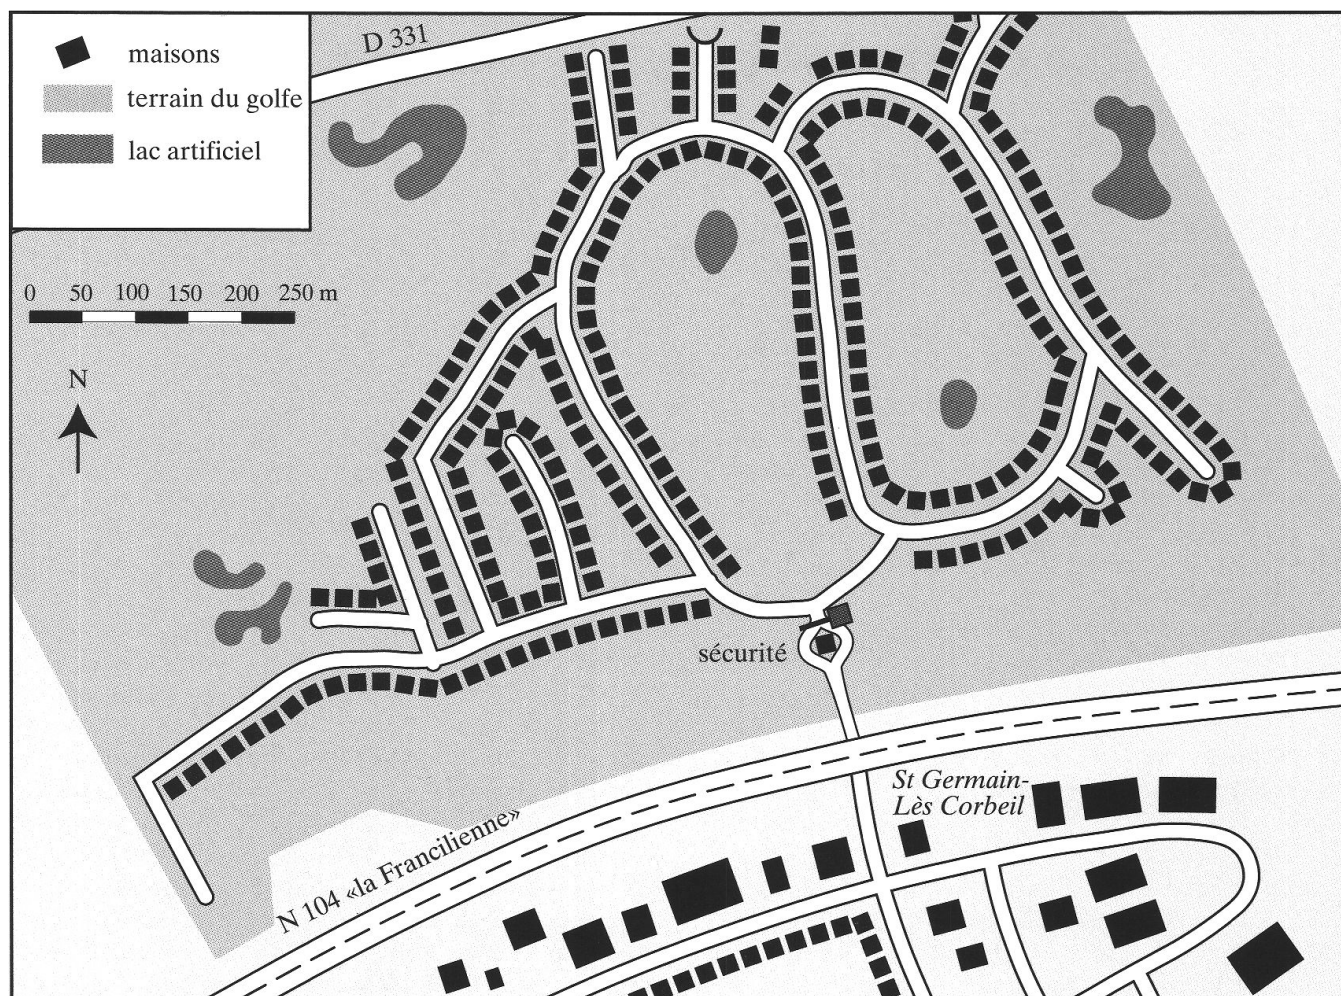 maisons
terrain du golfe
lac artificiel
D 331
0 50 100 150 200 250 m
N
sécurité
St Germain-
Lès Corbeil
N 104 «la Francilienne»